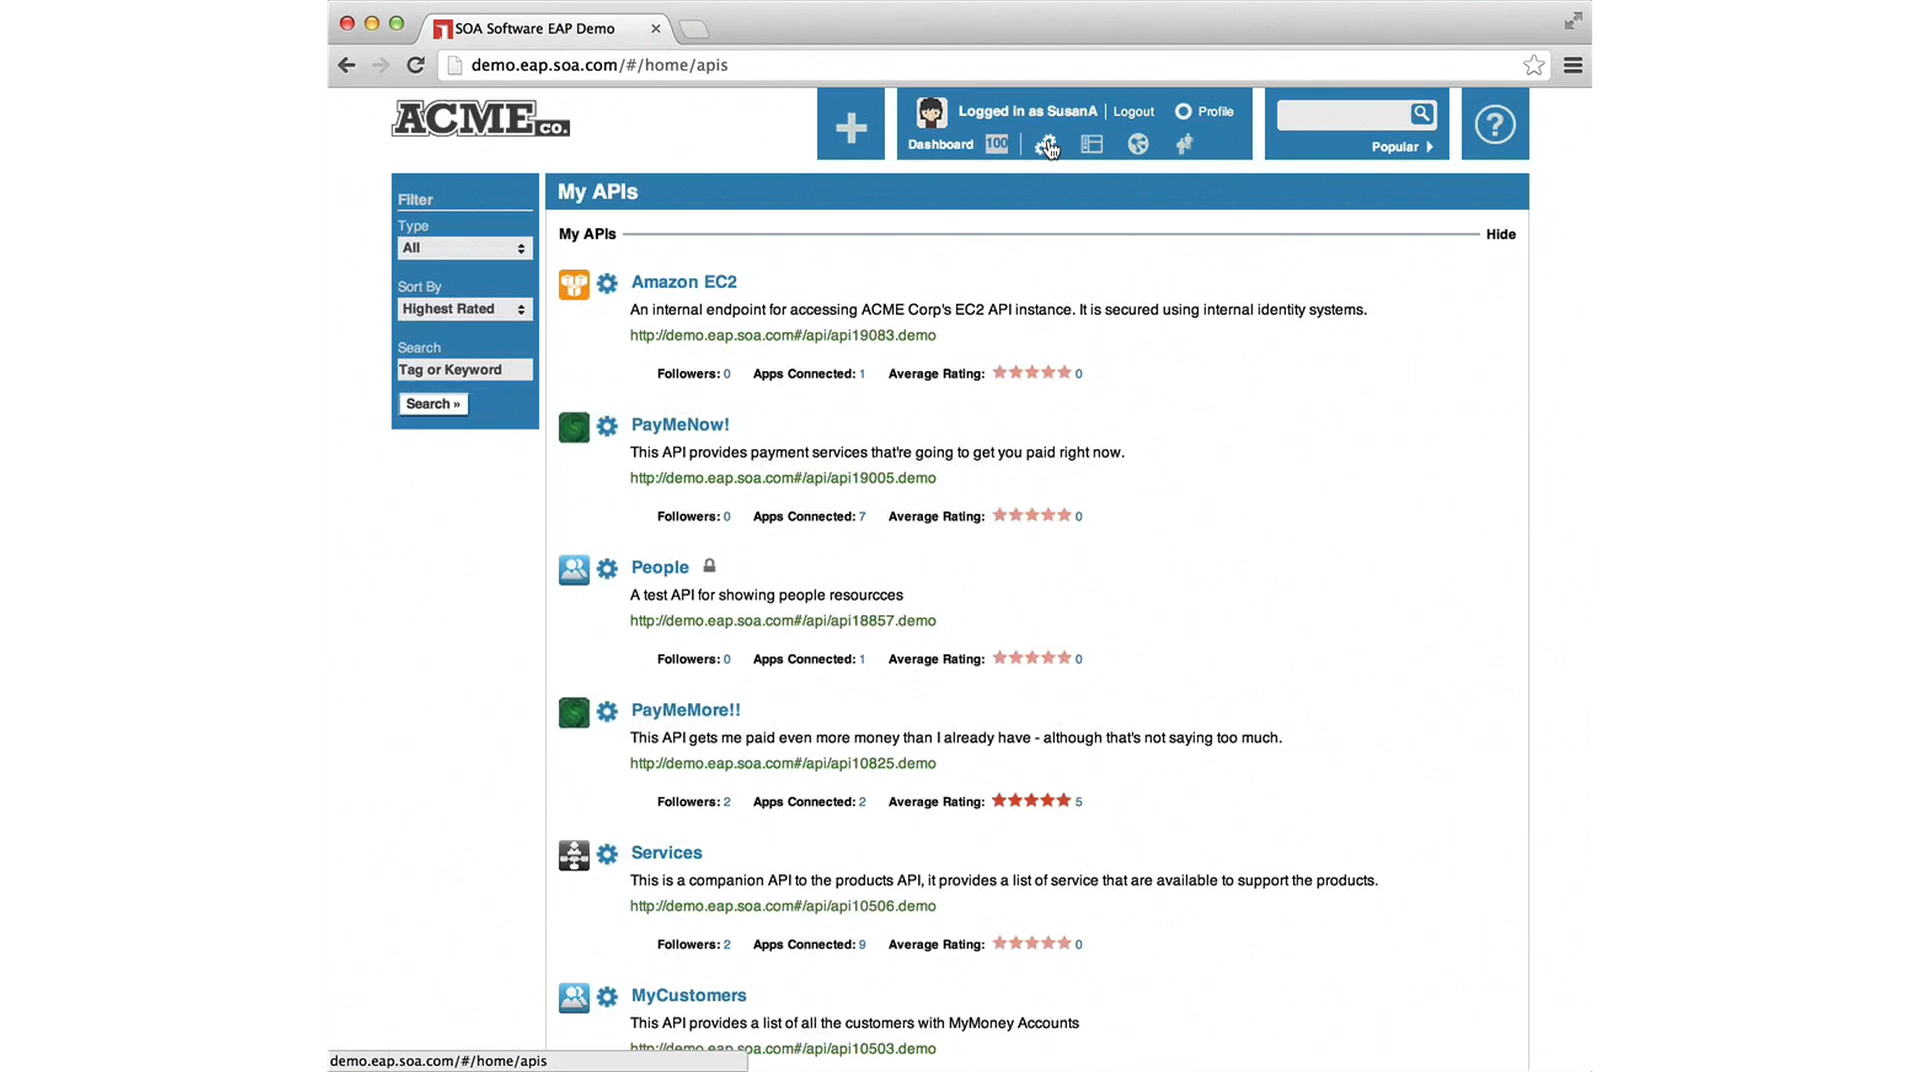 SOA Software EAP Demo
demo.eap.soa.com/#/home/apis
ACME CO.
Logged in as SusanA | Logout Profile
Dashboard 100
Popular
?
Filter
Type
All
Sort By
Highest Rated
Search
Tag or Keyword
Search »
My APIs
My APIs Hide
Amazon EC2
An internal endpoint for accessing ACME Corp's EC2 API instance. It is secured using internal identity systems.
http://demo.eap.soa.com#/api/api19083.demo
Followers: 0 Apps Connected: 1 Average Rating: 0
PayMeNow!
This API provides payment services that're going to get you paid right now.
http://demo.eap.soa.com#/api/api19005.demo
Followers: 0 Apps Connected: 7 Average Rating: 0
People
A test API for showing people resourcces
http://demo.eap.soa.com#/api/api18857.demo
Followers: 0 Apps Connected: 1 Average Rating: 0
PayMeMore!!
This API gets me paid even more money than I already have - although that's not saying too much.
http://demo.eap.soa.com#/api/api10825.demo
Followers: 2 Apps Connected: 2 Average Rating: 5
Services
This is a companion API to the products API, it provides a list of service that are available to support the products.
http://demo.eap.soa.com#/api/api10506.demo
Followers: 2 Apps Connected: 9 Average Rating: 0
MyCustomers
This API provides a list of all the customers with MyMoney Accounts
http://demo.eap.soa.com#/api/api10503.demo
demo.eap.soa.com/#/home/apis